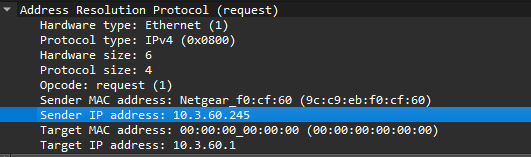 Address Resolution Protocol (request)
Hardware type: Ethernet (1)
Protocol type: IPv4 (0x0800)
Hardware size: 6
Protocol size: 4
Opcode: request (1)
Sender MAC address: Netgear_f0:cf:60 (9c:c9:eb:f0:cf:60)
Sender IP address: 10.3.60.245
Target MAC address: 00:00:00_00:00:00 (00:00:00:00:00:00)
Target IP address: 10.3.60.1